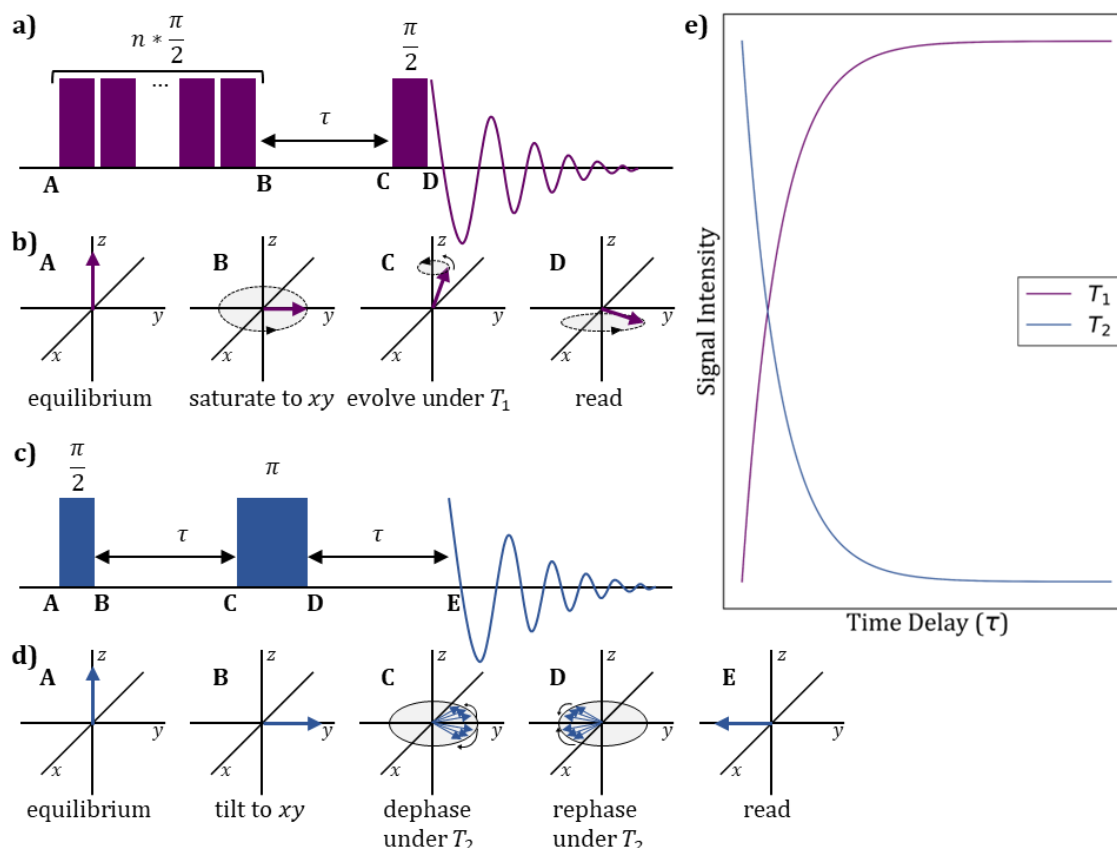 a)
n * π/2
...
τ
π/2
A
B
C
D
b)
A
z
y
x
equilibrium
B
z
y
x
saturate to xy
C
z
y
x
evolve under T₁
D
z
y
x
read
c)
π/2
π
τ
τ
A
B
C
D
E
d)
A
z
y
x
equilibrium
B
z
y
x
tilt to xy
C
z
y
x
dephase
under T₂
D
z
y
x
rephase
under T₂
E
z
y
x
read
e)
Signal Intensity
T₁
T₂
Time Delay (τ)